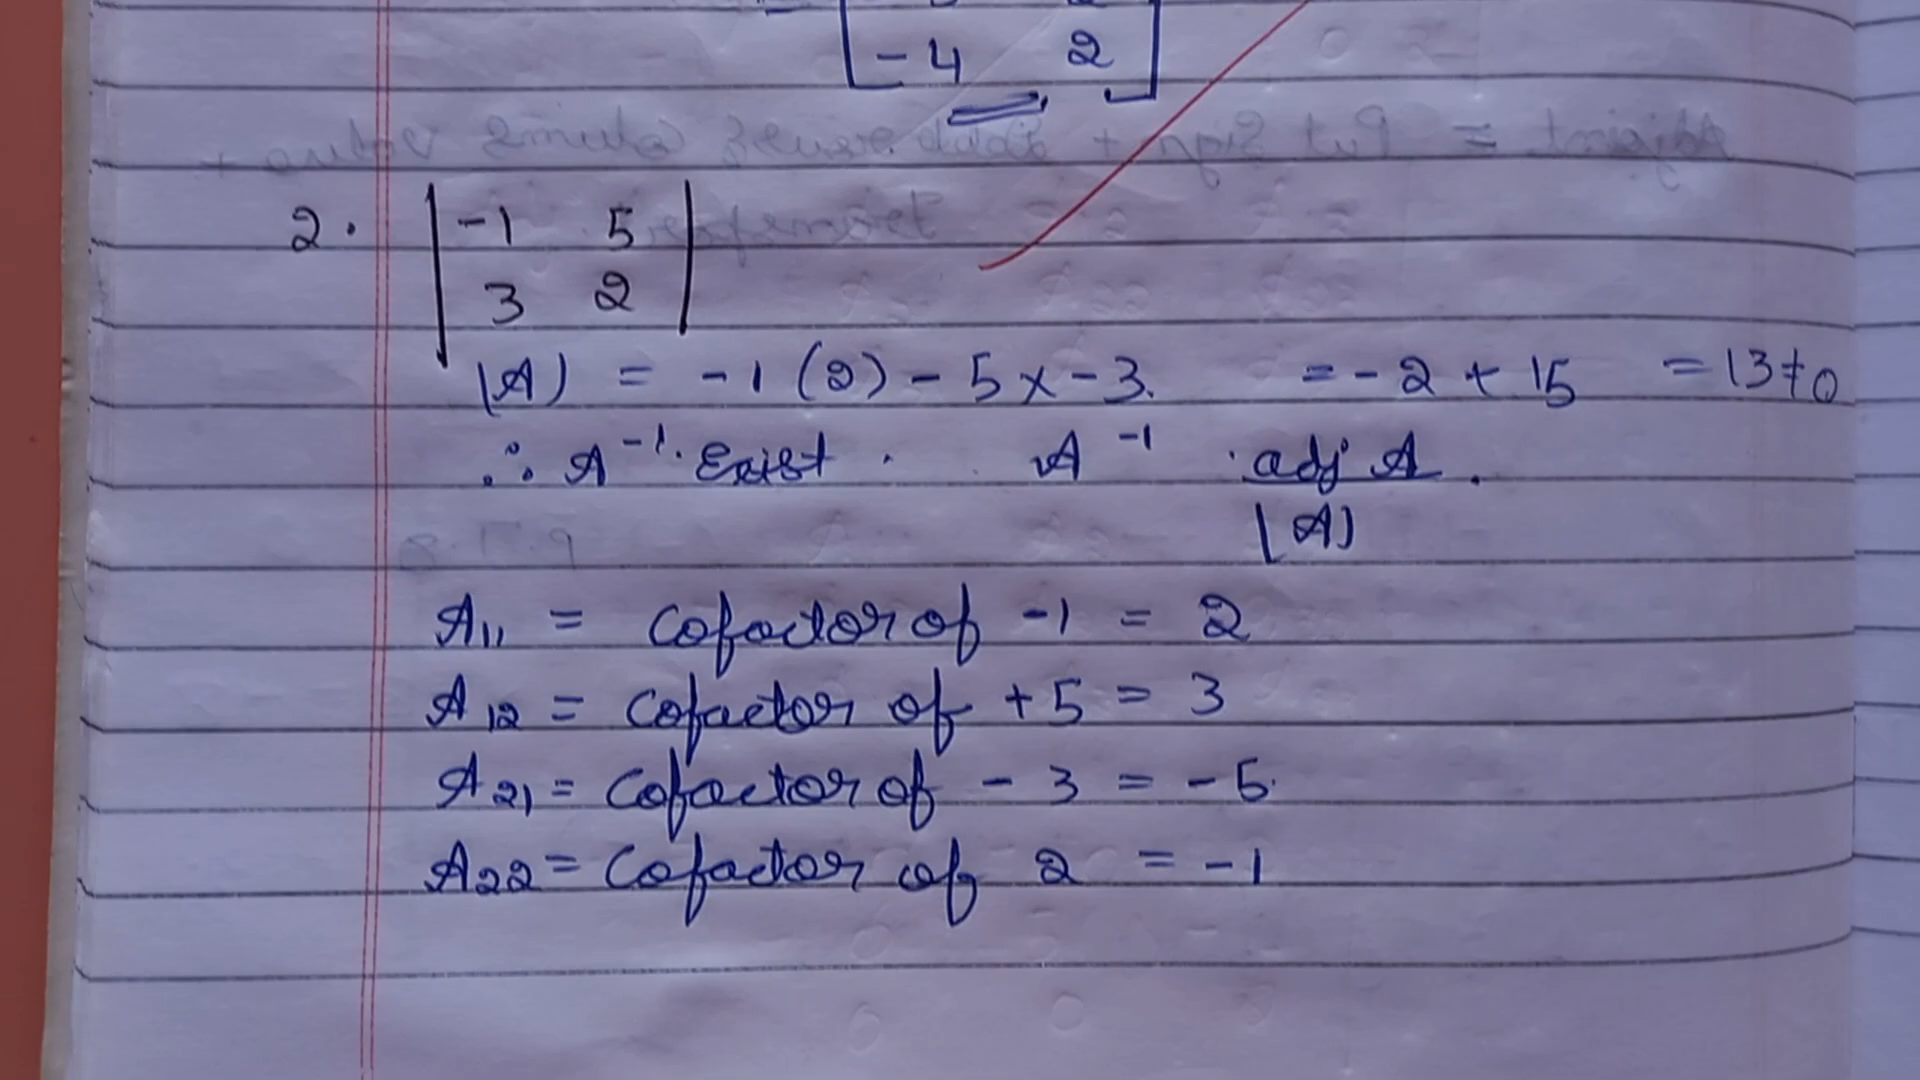 -4 2
2. | -1 5 |
| 3 2 |
|A| = -1 (2) - 5 x -3. = -2 + 15 = 13 ≠ 0
∴ A⁻¹. Exist. A⁻¹ adj A.
|A|
A₁₁ = Cofactor of -1 = 2
A₁₂ = Cofactor of +5 = 3
A₂₁ = Cofactor of -3 = -5.
A₂₂ = Cofactor of 2 = -1